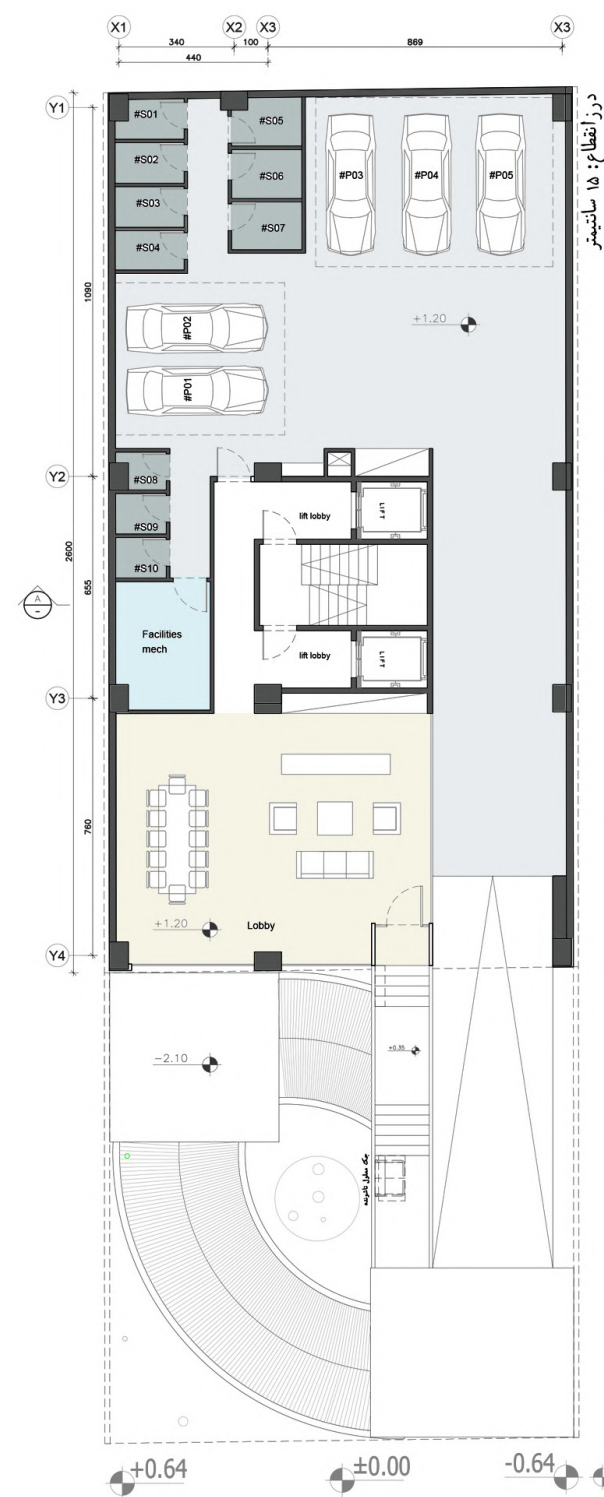 X1 X2 X3 X3
340 100 869
440
Y1
درز انقطاع: ۱۵ سانتیمتر
#S01
#S05
#S02
#S06
#S03
#S07
#S04
#P03 #P04 #P05
1090
+1.20
#P02
#P01
Y2
#S08
#S09
#S10
lift lobby
LIFT
2600
655
A
-
Facilities
mech
lift lobby
LIFT
Y3
760
+1.20
Lobby
Y4
-2.10
+0.35
+0.64 ±0.00 -0.64